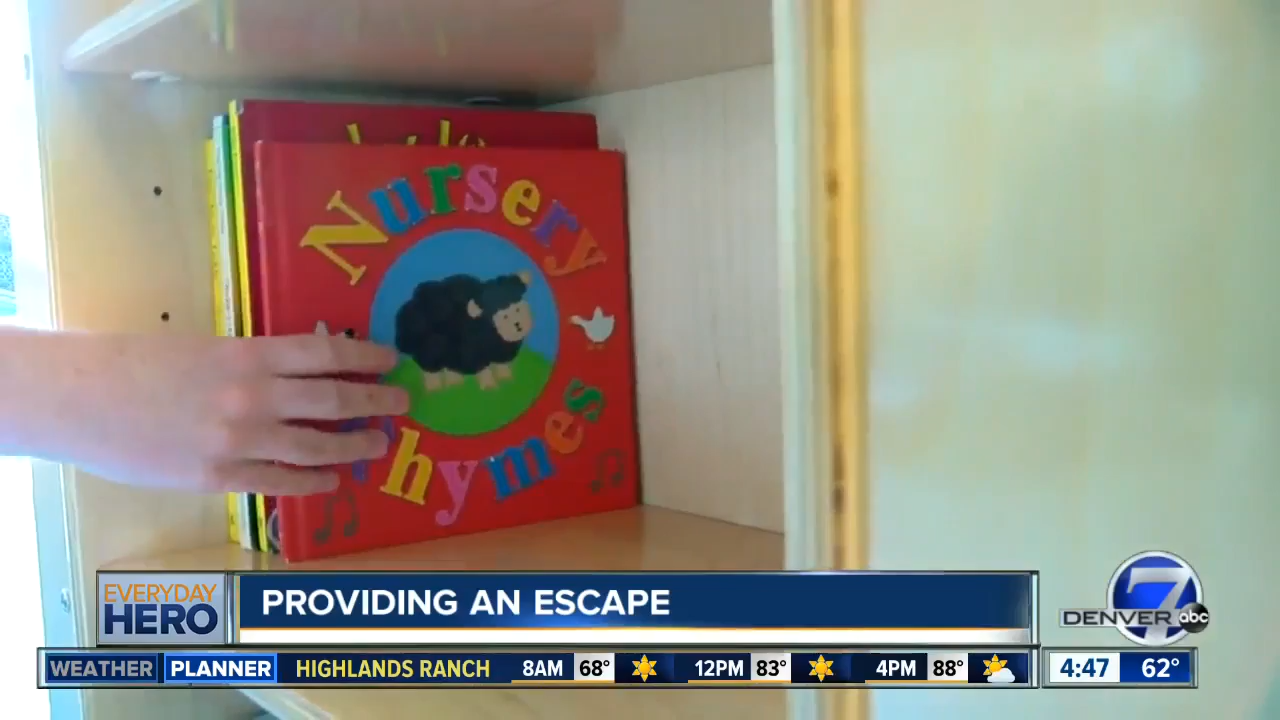 Nursery
Rhymes
EVERYDAY
HERO
PROVIDING AN ESCAPE
7
DENVER abc
WEATHER PLANNER HIGHLANDS RANCH 8AM 68° 12PM 83° 4PM 88° 4:47 62°